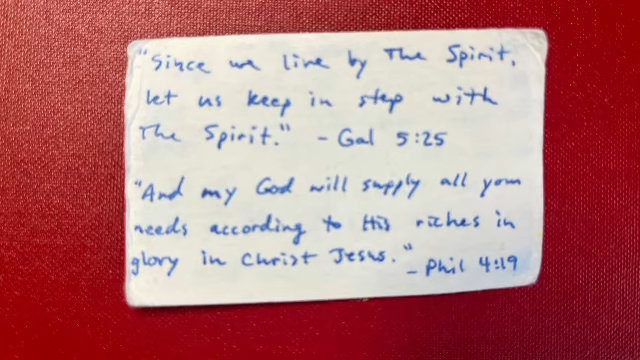 "Since we live by The Spirit,
let us keep in step with
The Spirit." - Gal 5:25
"And my God will supply all your
needs according to His riches in
glory in Christ Jesus."
- Phil 4:19